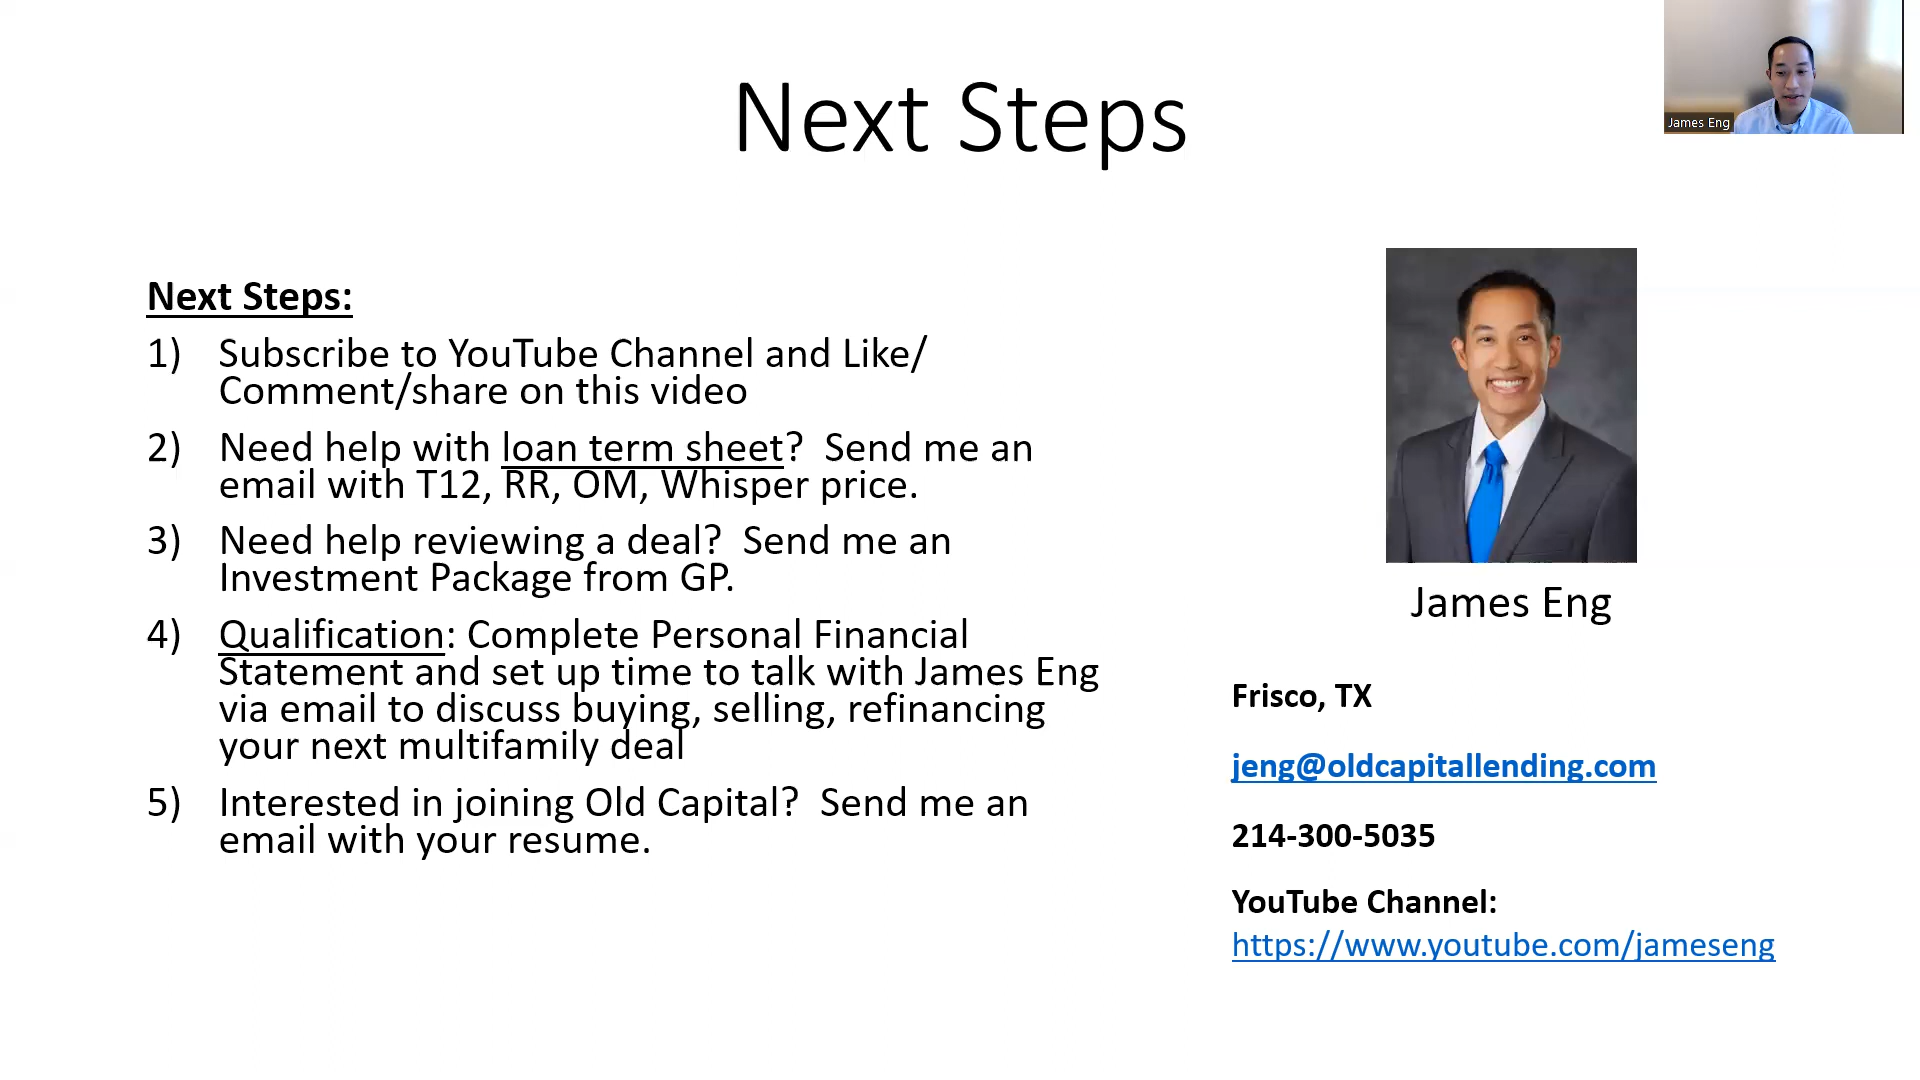 Next Steps
James Eng
Next Steps:
1) Subscribe to YouTube Channel and Like/
Comment/share on this video
2) Need help with loan term sheet? Send me an
email with T12, RR, OM, Whisper price.
3) Need help reviewing a deal? Send me an
Investment Package from GP.
4) Qualification: Complete Personal Financial
Statement and set up time to talk with James Eng
via email to discuss buying, selling, refinancing
your next multifamily deal
5) Interested in joining Old Capital? Send me an
email with your resume.
James Eng
Frisco, TX
jeng@oldcapitallending.com
214-300-5035
YouTube Channel:
https://www.youtube.com/jameseng